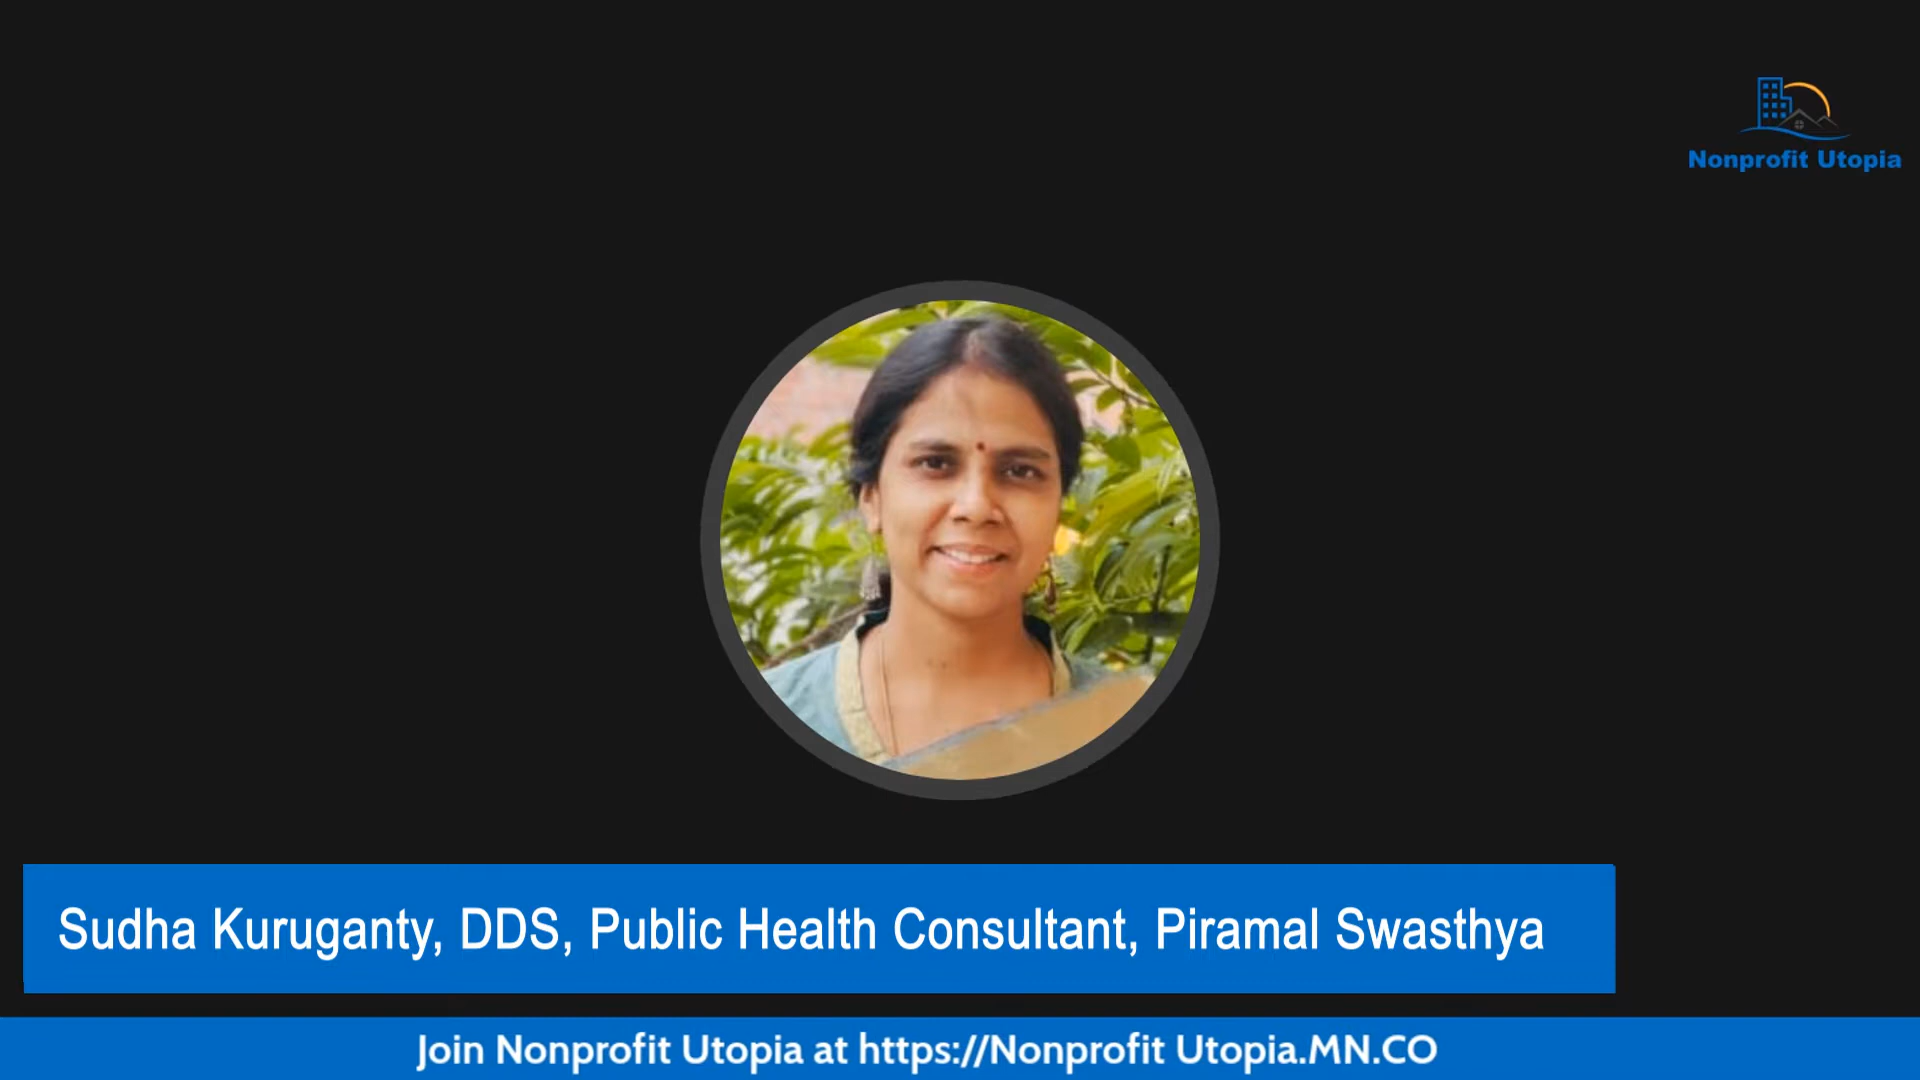 Nonprofit Utopia
Sudha Kuruganty, DDS, Public Health Consultant, Piramal Swasthya
Join Nonprofit Utopia at https://Nonprofit Utopia.MN.CO